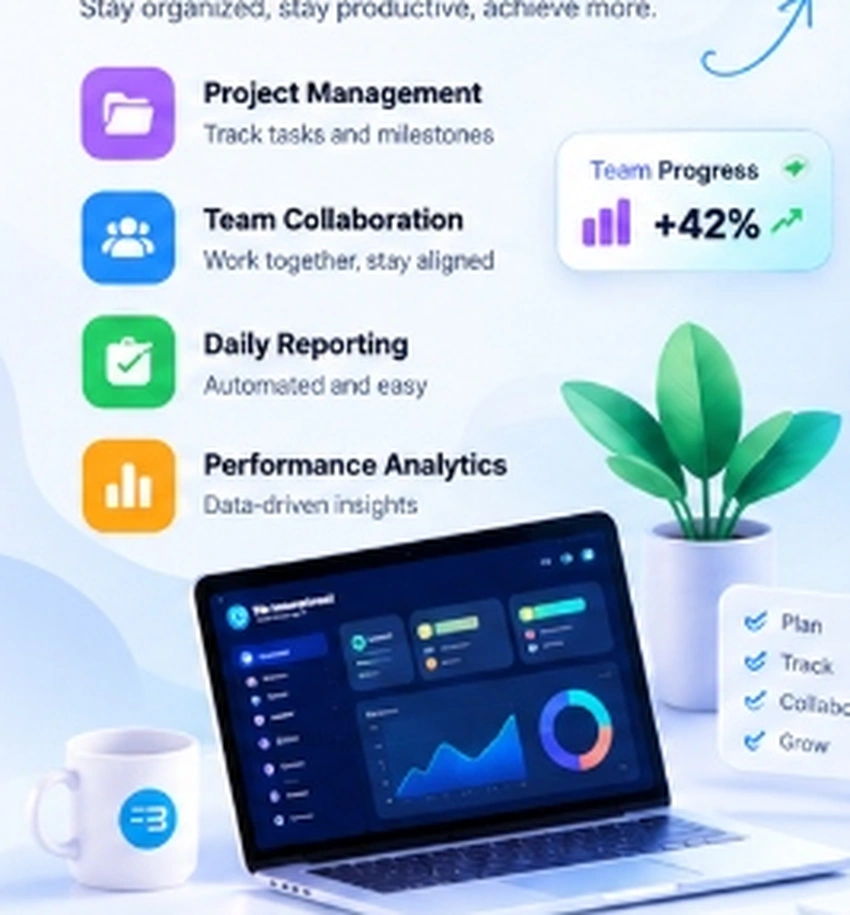 Stay organized, stay productive, achieve more.
Project Management
Track tasks and milestones
Team Progress
+42%
Team Collaboration
Work together, stay aligned
Daily Reporting
Automated and easy
Performance Analytics
Data-driven insights
Plan
Track
Collabo
Grow